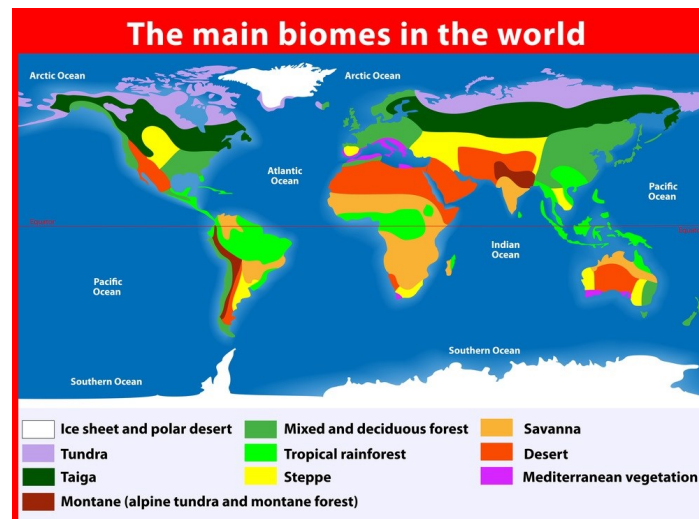 The main biomes in the world
Arctic Ocean
Arctic Ocean
Atlantic
Ocean
Pacific
Ocean
Indian
Ocean
Pacific
Ocean
Southern Ocean
Southern Ocean
Ice sheet and polar desert
Mixed and deciduous forest
Savanna
Tundra
Tropical rainforest
Desert
Taiga
Steppe
Mediterranean vegetation
Montane (alpine tundra and montane forest)